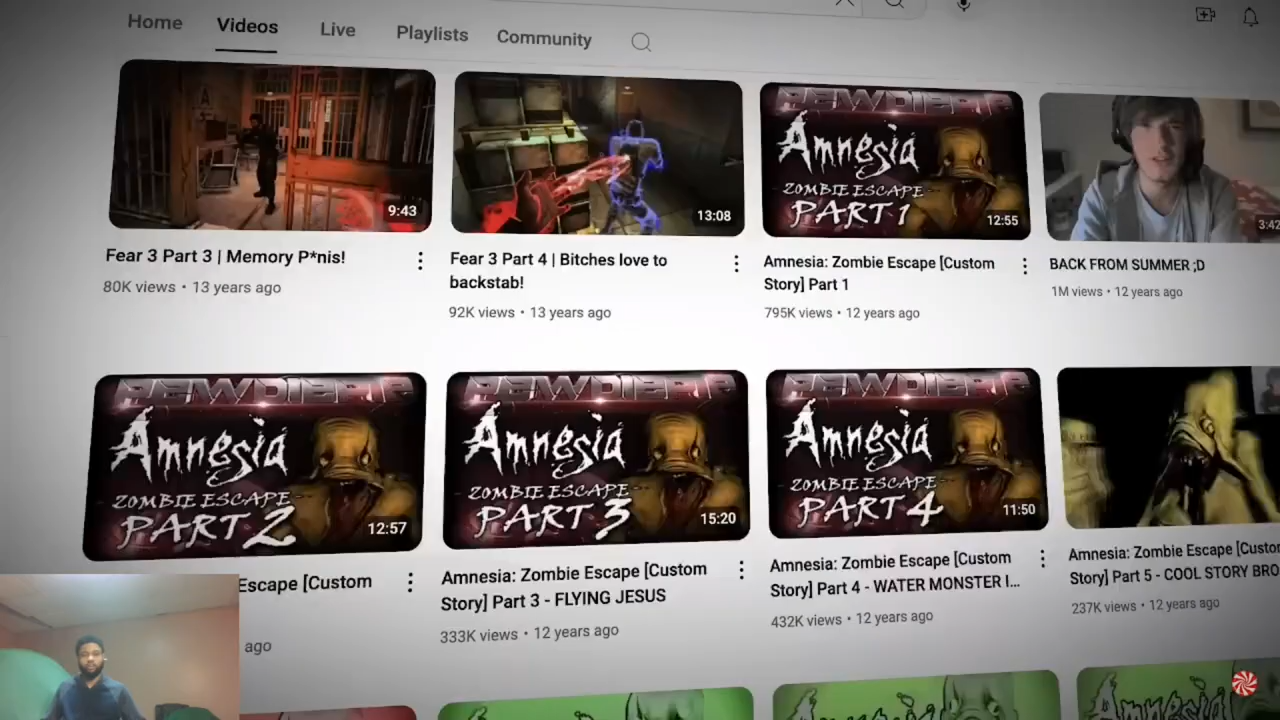 Home
Videos
Live
Playlists
Community
9:43
Fear 3 Part 3 | Memory P*nis!
80K views • 13 years ago
13:08
Fear 3 Part 4 | Bitches love to
backstab!
92K views • 13 years ago
PEWDIEPIE
Amnesia
ZOMBIE ESCAPE
PART 1
12:55
Amnesia: Zombie Escape [Custom
Story] Part 1
795K views • 12 years ago
3:42
BACK FROM SUMMER ;D
1M views • 12 years ago
PEWDIEPIE
Amnesia
ZOMBIE ESCAPE
PART 2
12:57
Escape [Custom
ago
PEWDIEPIE
Amnesia
ZOMBIE ESCAPE
PART 3
15:20
Amnesia: Zombie Escape [Custom
Story] Part 3 - FLYING JESUS
333K views • 12 years ago
PEWDIEPIE
Amnesia
ZOMBIE ESCAPE
PART 4
11:50
Amnesia: Zombie Escape [Custom
Story] Part 4 - WATER MONSTER I...
432K views • 12 years ago
Amnesia: Zombie Escape [Custom
Story] Part 5 - COOL STORY BRO
237K views • 12 years ago